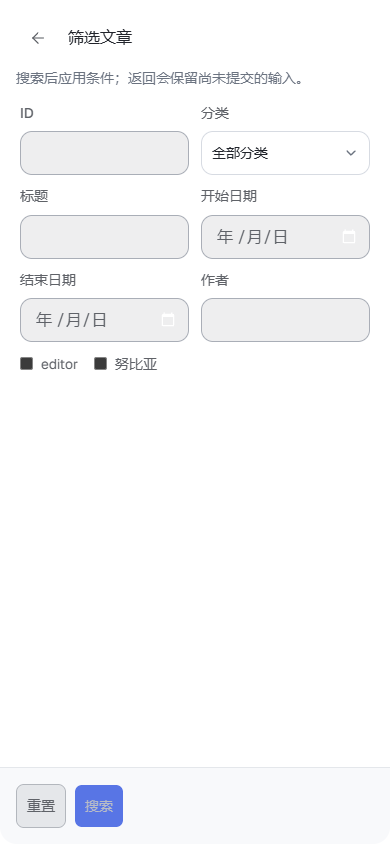 筛选文章
搜索后应用条件；返回会保留尚未提交的输入。
ID 分类
全部分类
标题 开始日期
年 /月/日
结束日期 作者
年 /月/日
editor 努比亚
重置 搜索